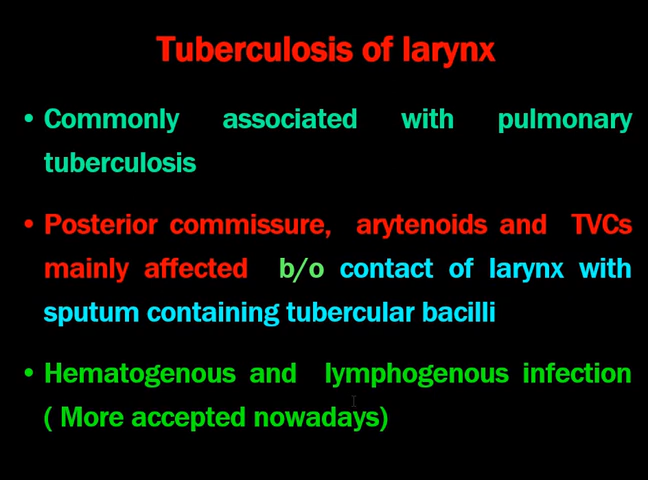 Tuberculosis of larynx
• Commonly associated with pulmonary
tuberculosis
• Posterior commissure, arytenoids and TVCs
mainly affected b/o contact of larynx with
sputum containing tubercular bacilli
• Hematogenous and lymphogenous infection
( More accepted nowadays)